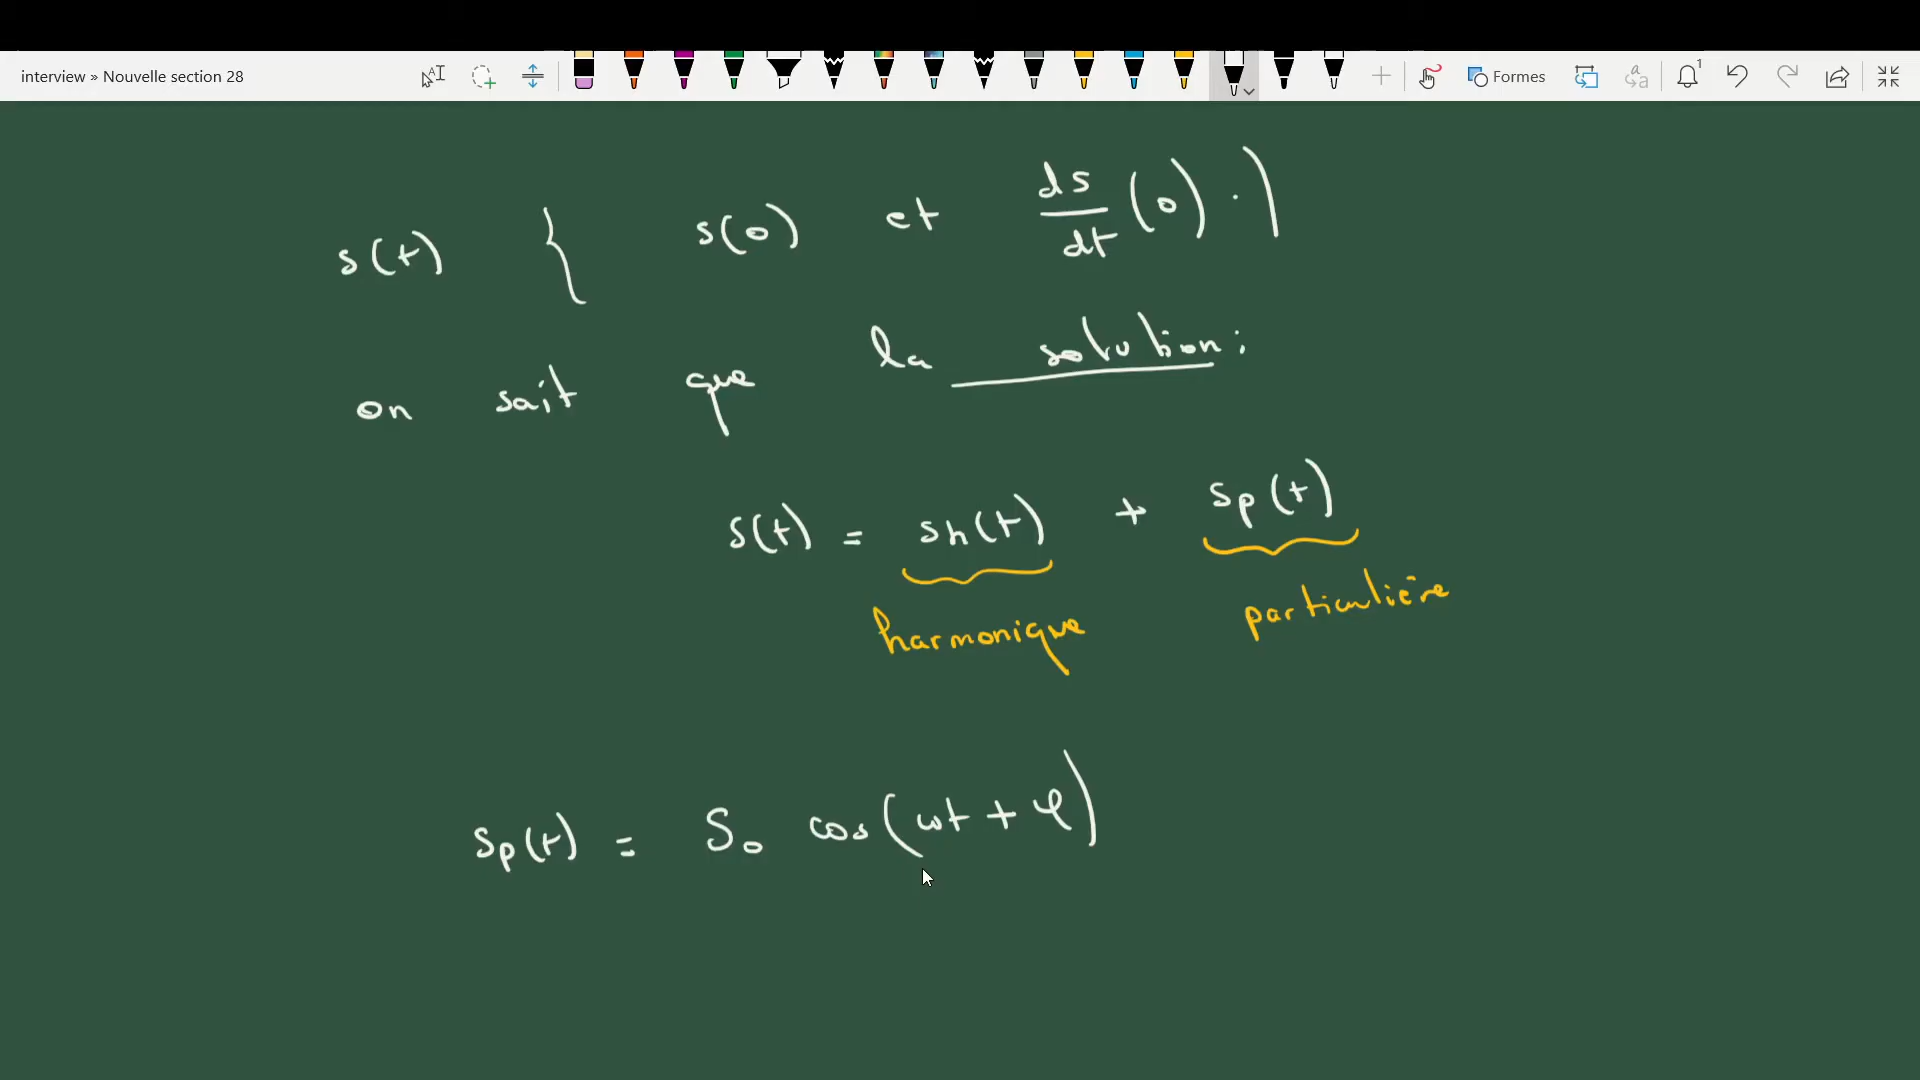 interview » Nouvelle section 28
Formes
1
s(t) { s(0) et ds/dt (0) . )
on sait que la solution :
s(t) = sh(t) + sp(t)
harmonique particulière
sp(t) = S₀ cos(ωt + φ)